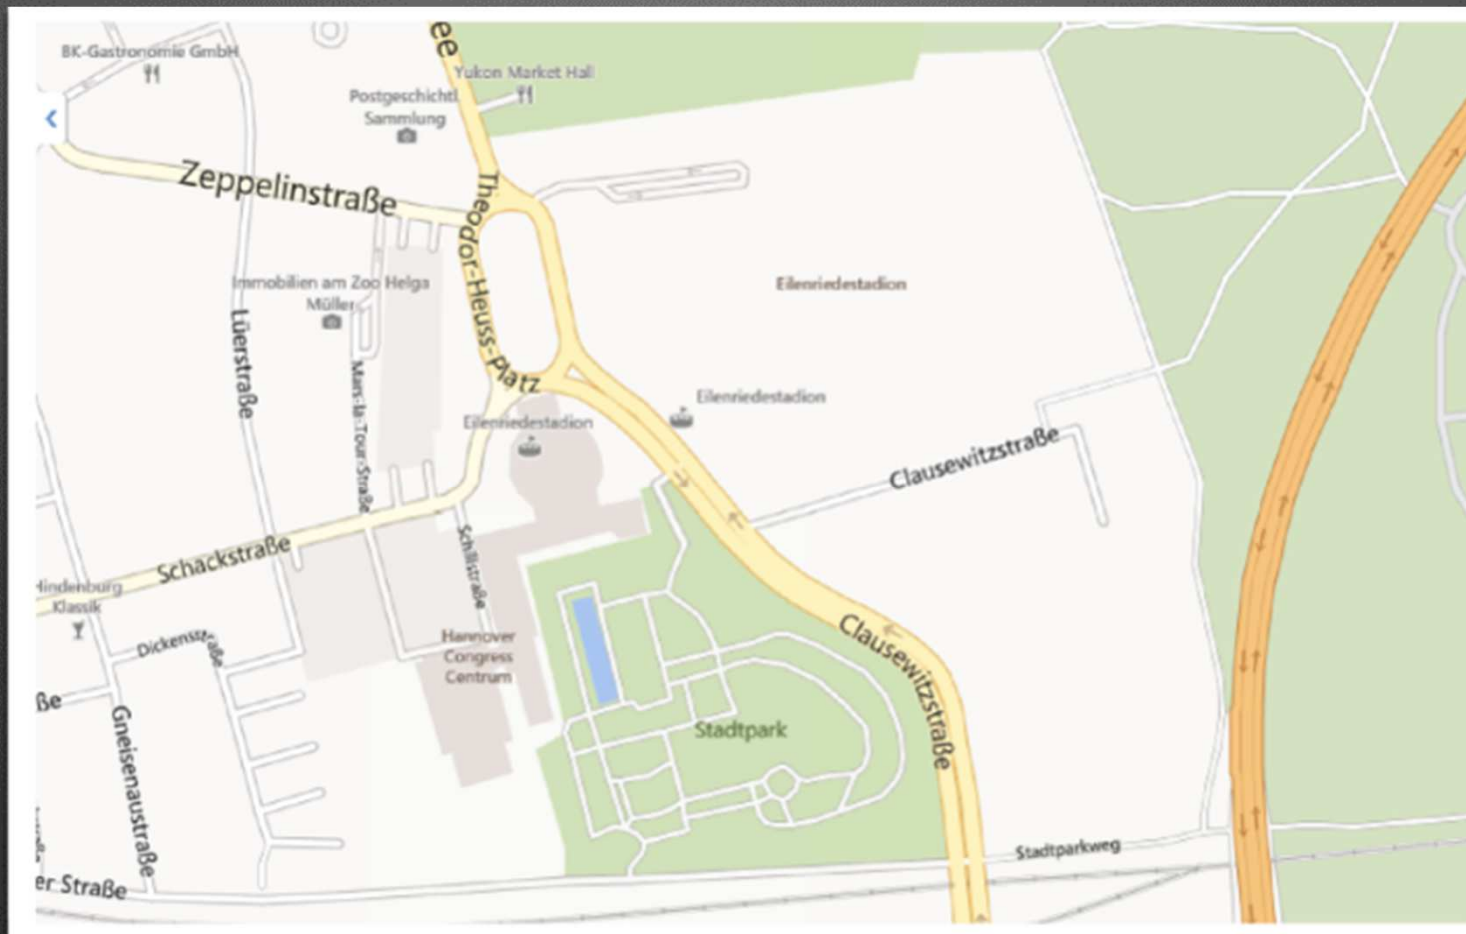 ee
BK-Gastronomie GmbH
Yukon Market Hall
Postgeschichtl.
Sammlung
Zeppelinstraße
Theodor-Heuss-Platz
Immobilien am Zoo Helga
Müller
Eilenriedestadion
Lüerstraße
Mars-la-Tour-Straße
Eilenriedestadion
Eilenriedestadion
Clausewitzstraße
Schackstraße
Schillstraße
Hindenburg
Klassik
Dickensstraße
Hannover
Congress
Centrum
Clausewitzstraße
ße
Gneisenaustraße
Stadtpark
Stadtparkweg
er Straße